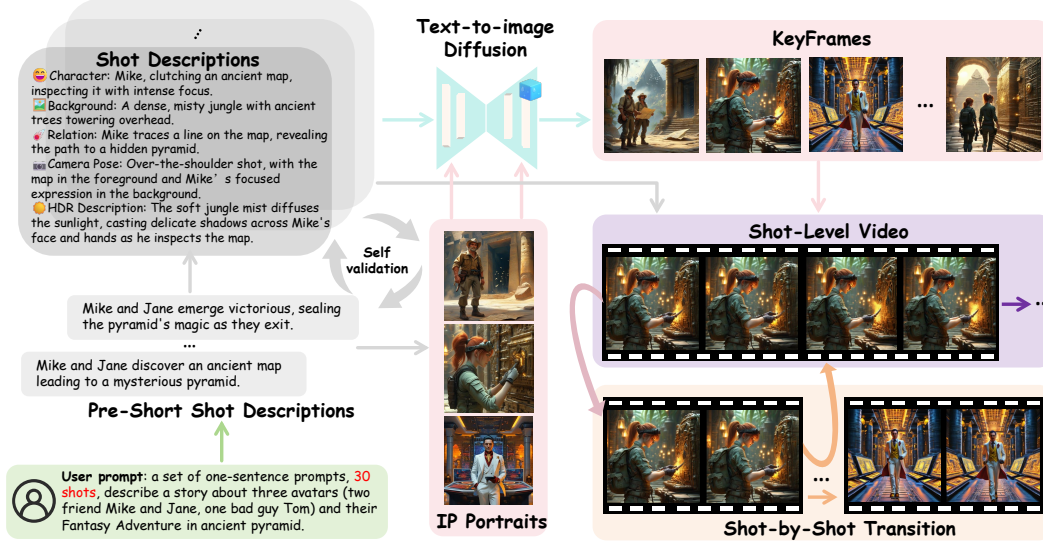 Shot Descriptions
Character: Mike, clutching an ancient map,
inspecting it with intense focus.
Background: A dense, misty jungle with ancient
trees towering overhead.
Relation: Mike traces a line on the map, revealing
the path to a hidden pyramid.
Camera Pose: Over-the-shoulder shot, with the
map in the foreground and Mike's focused
expression in the background.
HDR Description: The soft jungle mist diffuses
the sunlight, casting delicate shadows across Mike's
face and hands as he inspects the map.
Mike and Jane emerge victorious, sealing
the pyramid's magic as they exit.
...
Mike and Jane discover an ancient map
leading to a mysterious pyramid.
Pre-Short Shot Descriptions
User prompt: a set of one-sentence prompts, 30
shots, describe a story about three avatars (two
friend Mike and Jane, one bad guy Tom) and their
Fantasy Adventure in ancient pyramid.
Self
validation
Text-to-image
Diffusion
IP Portraits
KeyFrames
...
Shot-Level Video
...
...
Shot-by-Shot Transition